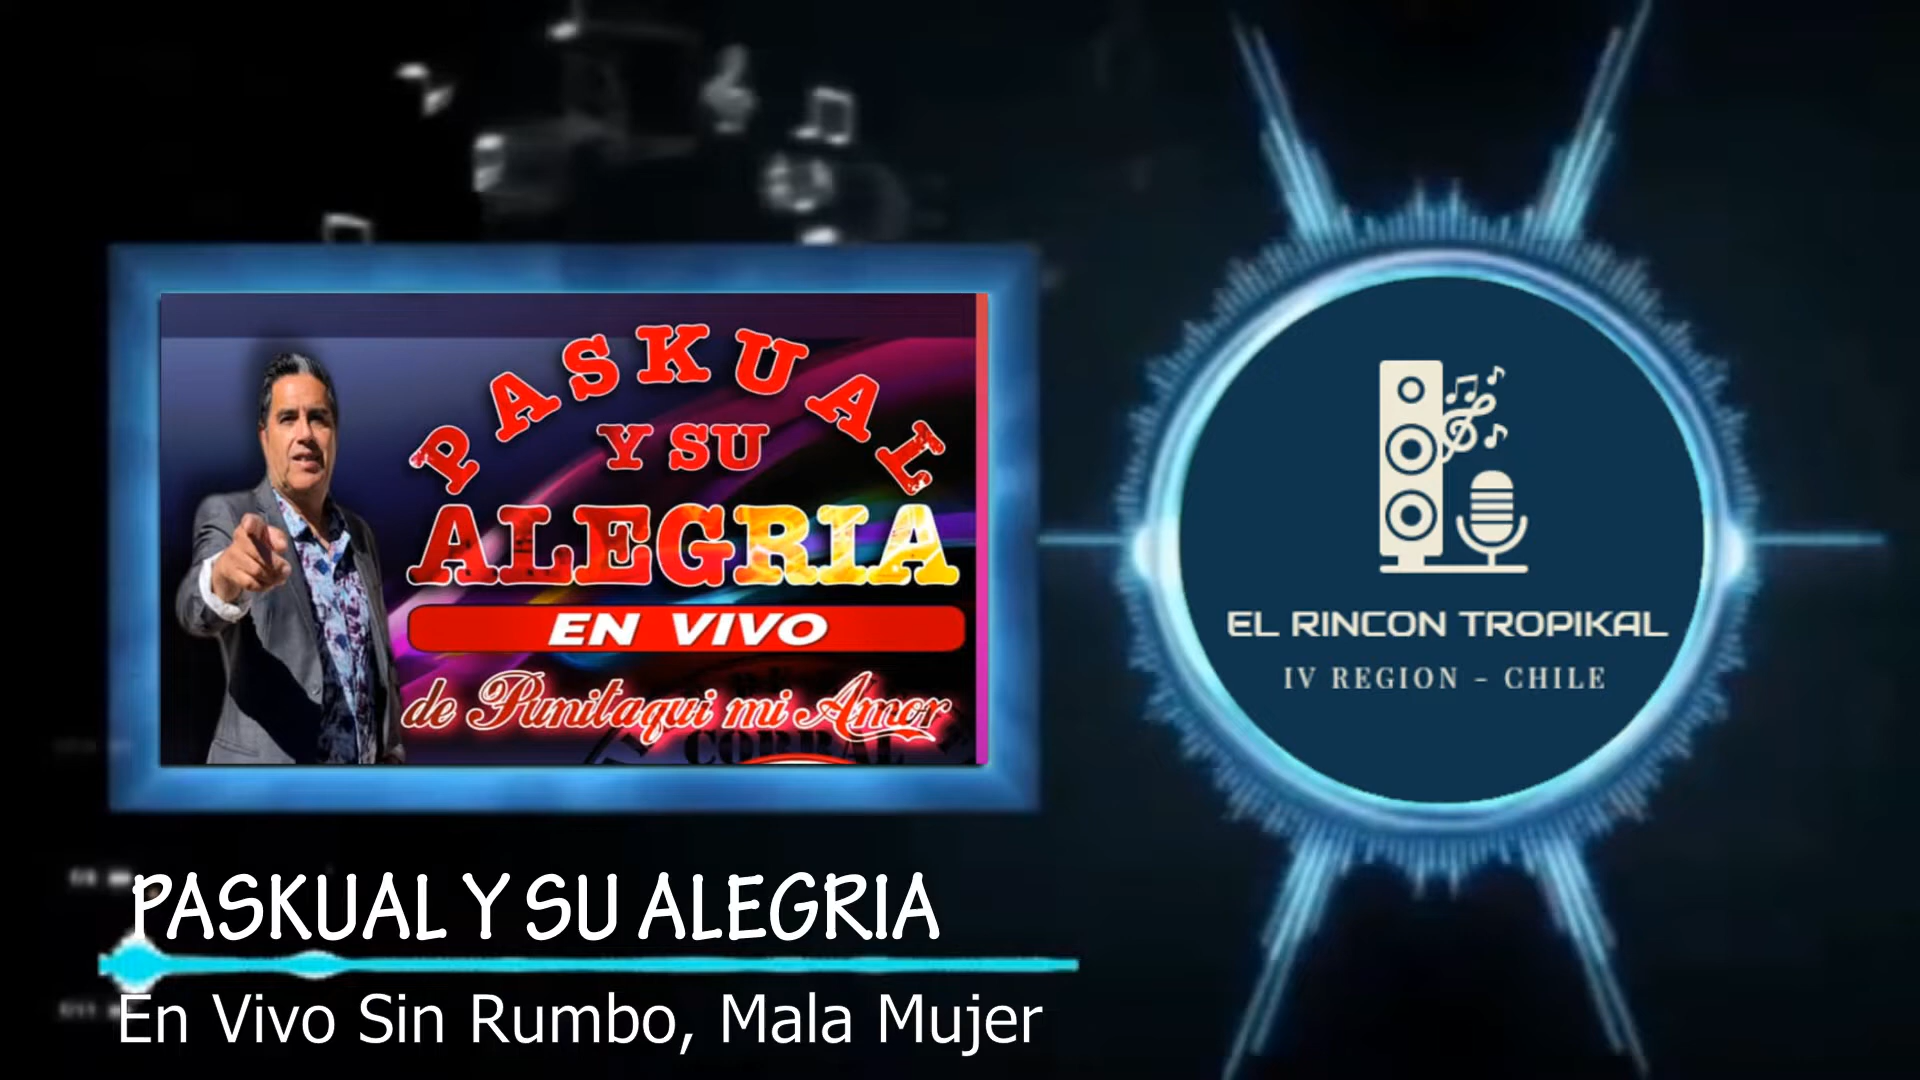 PASKUAL
Y SU
ALEGRIA
EN VIVO
de Punitaqui mi Amor
CORRAL
EL RINCON TROPIKAL
IV REGION - CHILE
PASKUAL Y SU ALEGRIA
En Vivo Sin Rumbo, Mala Mujer